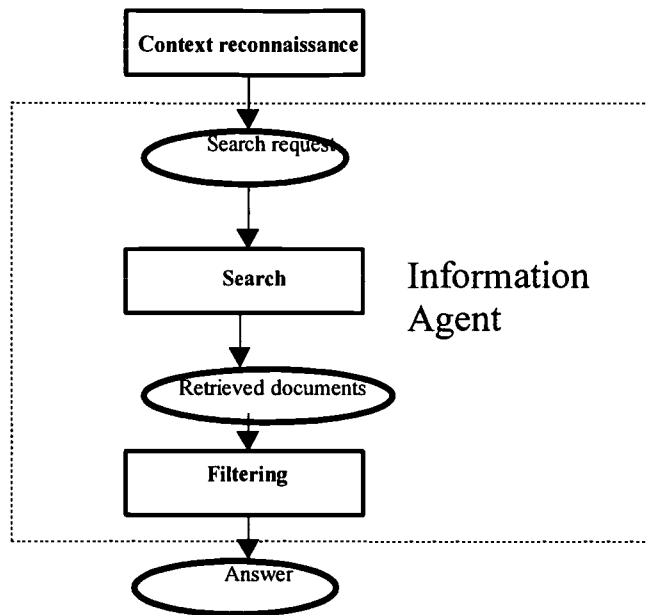 Context reconnaissance
Search request
Search
Information
Agent
Retrieved documents
Filtering
Answer